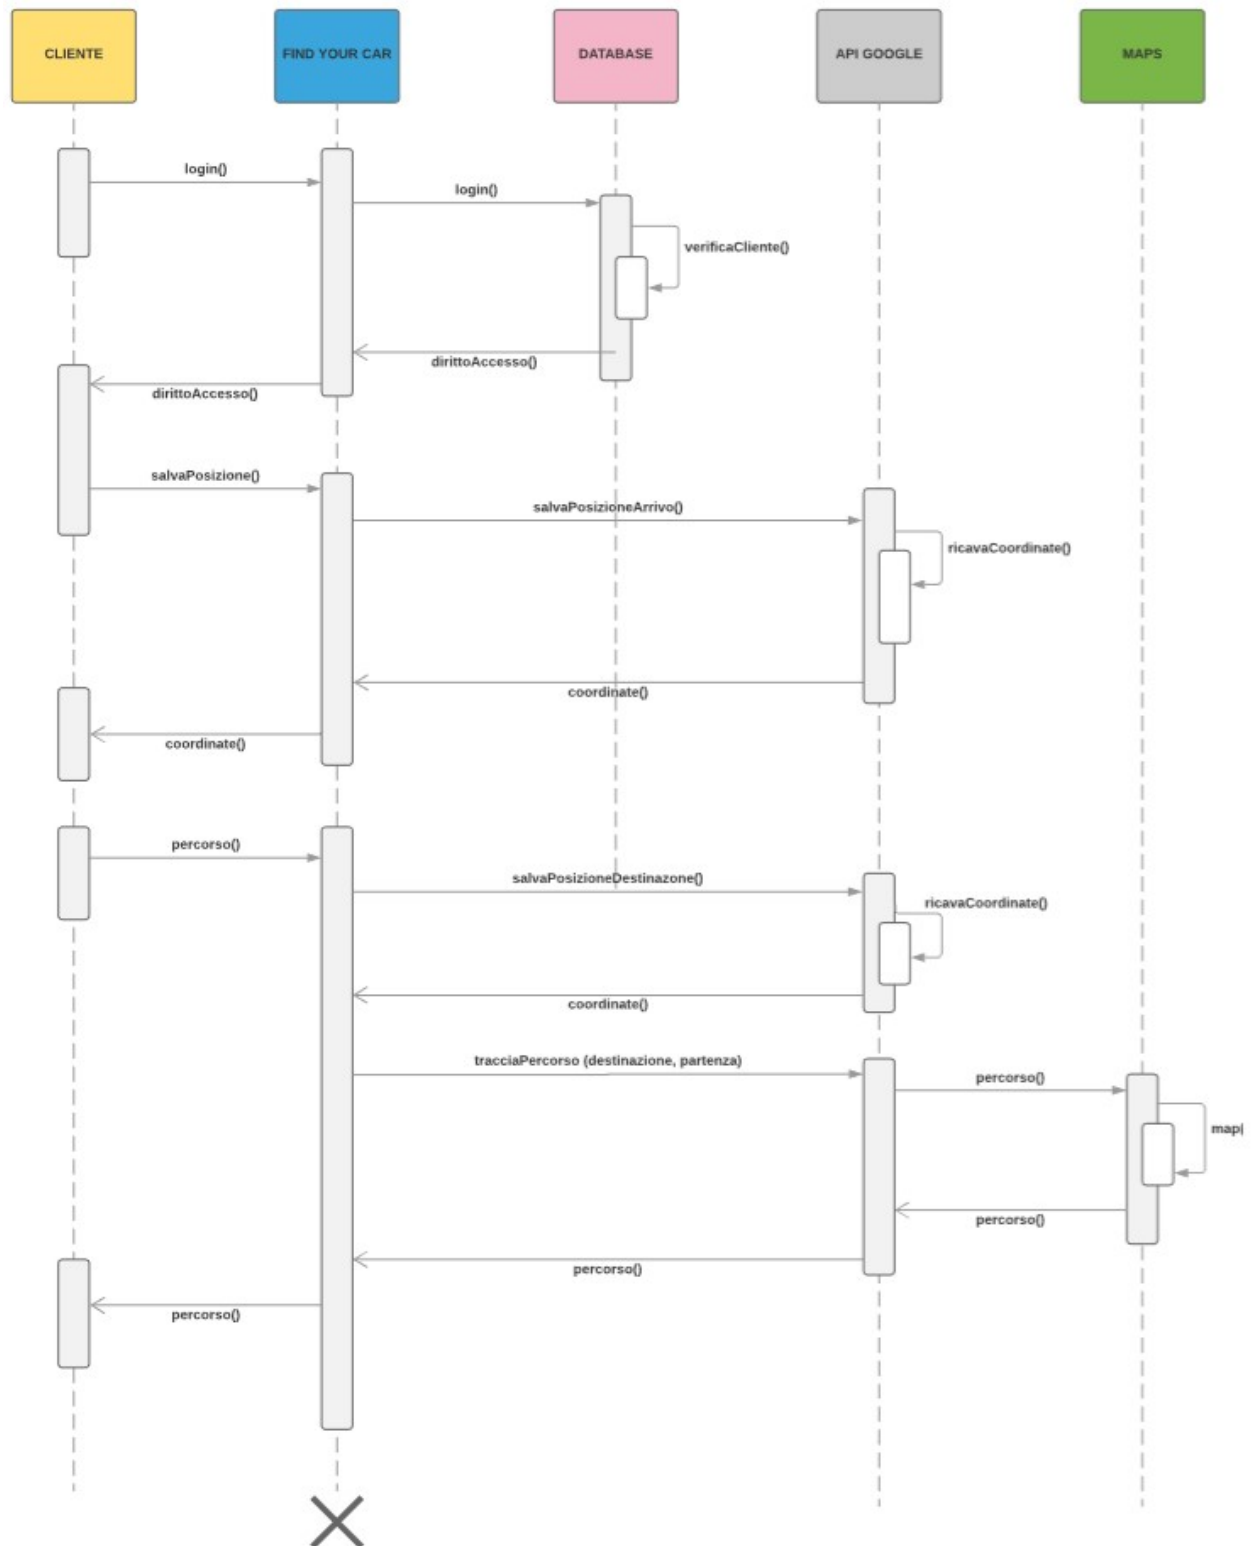 CLIENTE
FIND YOUR CAR
DATABASE
API GOOGLE
MAPS
login()
login()
verificaCliente()
dirittoAccesso()
dirittoAccesso()
salvaPosizione()
salvaPosizioneArrivo()
ricavaCoordinate()
coordinate()
coordinate()
percorso()
salvaPosizioneDestinazone()
ricavaCoordinate()
coordinate()
tracciaPercorso (destinazione, partenza)
percorso()
map
percorso()
percorso()
percorso()